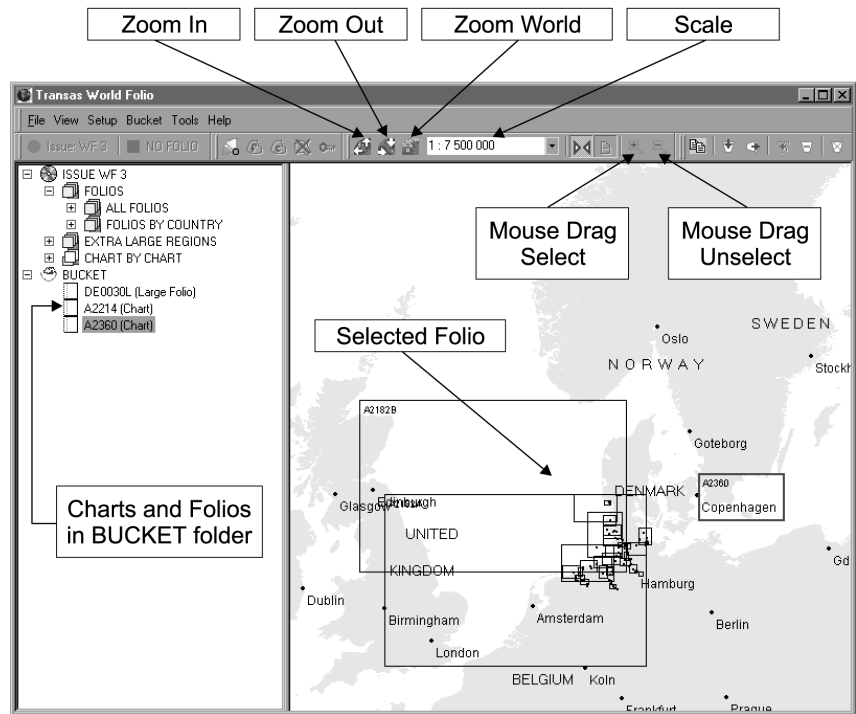 Zoom In
Zoom Out
Zoom World
Scale
Transas World Folio
File View Setup Bucket Tools Help
Issue: WF 3
NO FOLIO
1 : 7 500 000
ISSUE WF 3
FOLIOS
ALL FOLIOS
FOLIOS BY COUNTRY
EXTRA LARGE REGIONS
CHART BY CHART
BUCKET
DE0030L (Large Folio)
A2214 (Chart)
A2360 (Chart)
Mouse Drag
Select
Mouse Drag
Unselect
Selected Folio
Charts and Folios
in BUCKET folder
SWEDEN
Oslo
NORWAY
Stockh
A2182B
Goteborg
DENMARK
A2360
Copenhagen
Edinburgh
Glasgow
UNITED
KINGDOM
Gd
Hamburg
Dublin
Birmingham
Amsterdam
Berlin
London
BELGIUM
Koln
Frankfurt
Prague